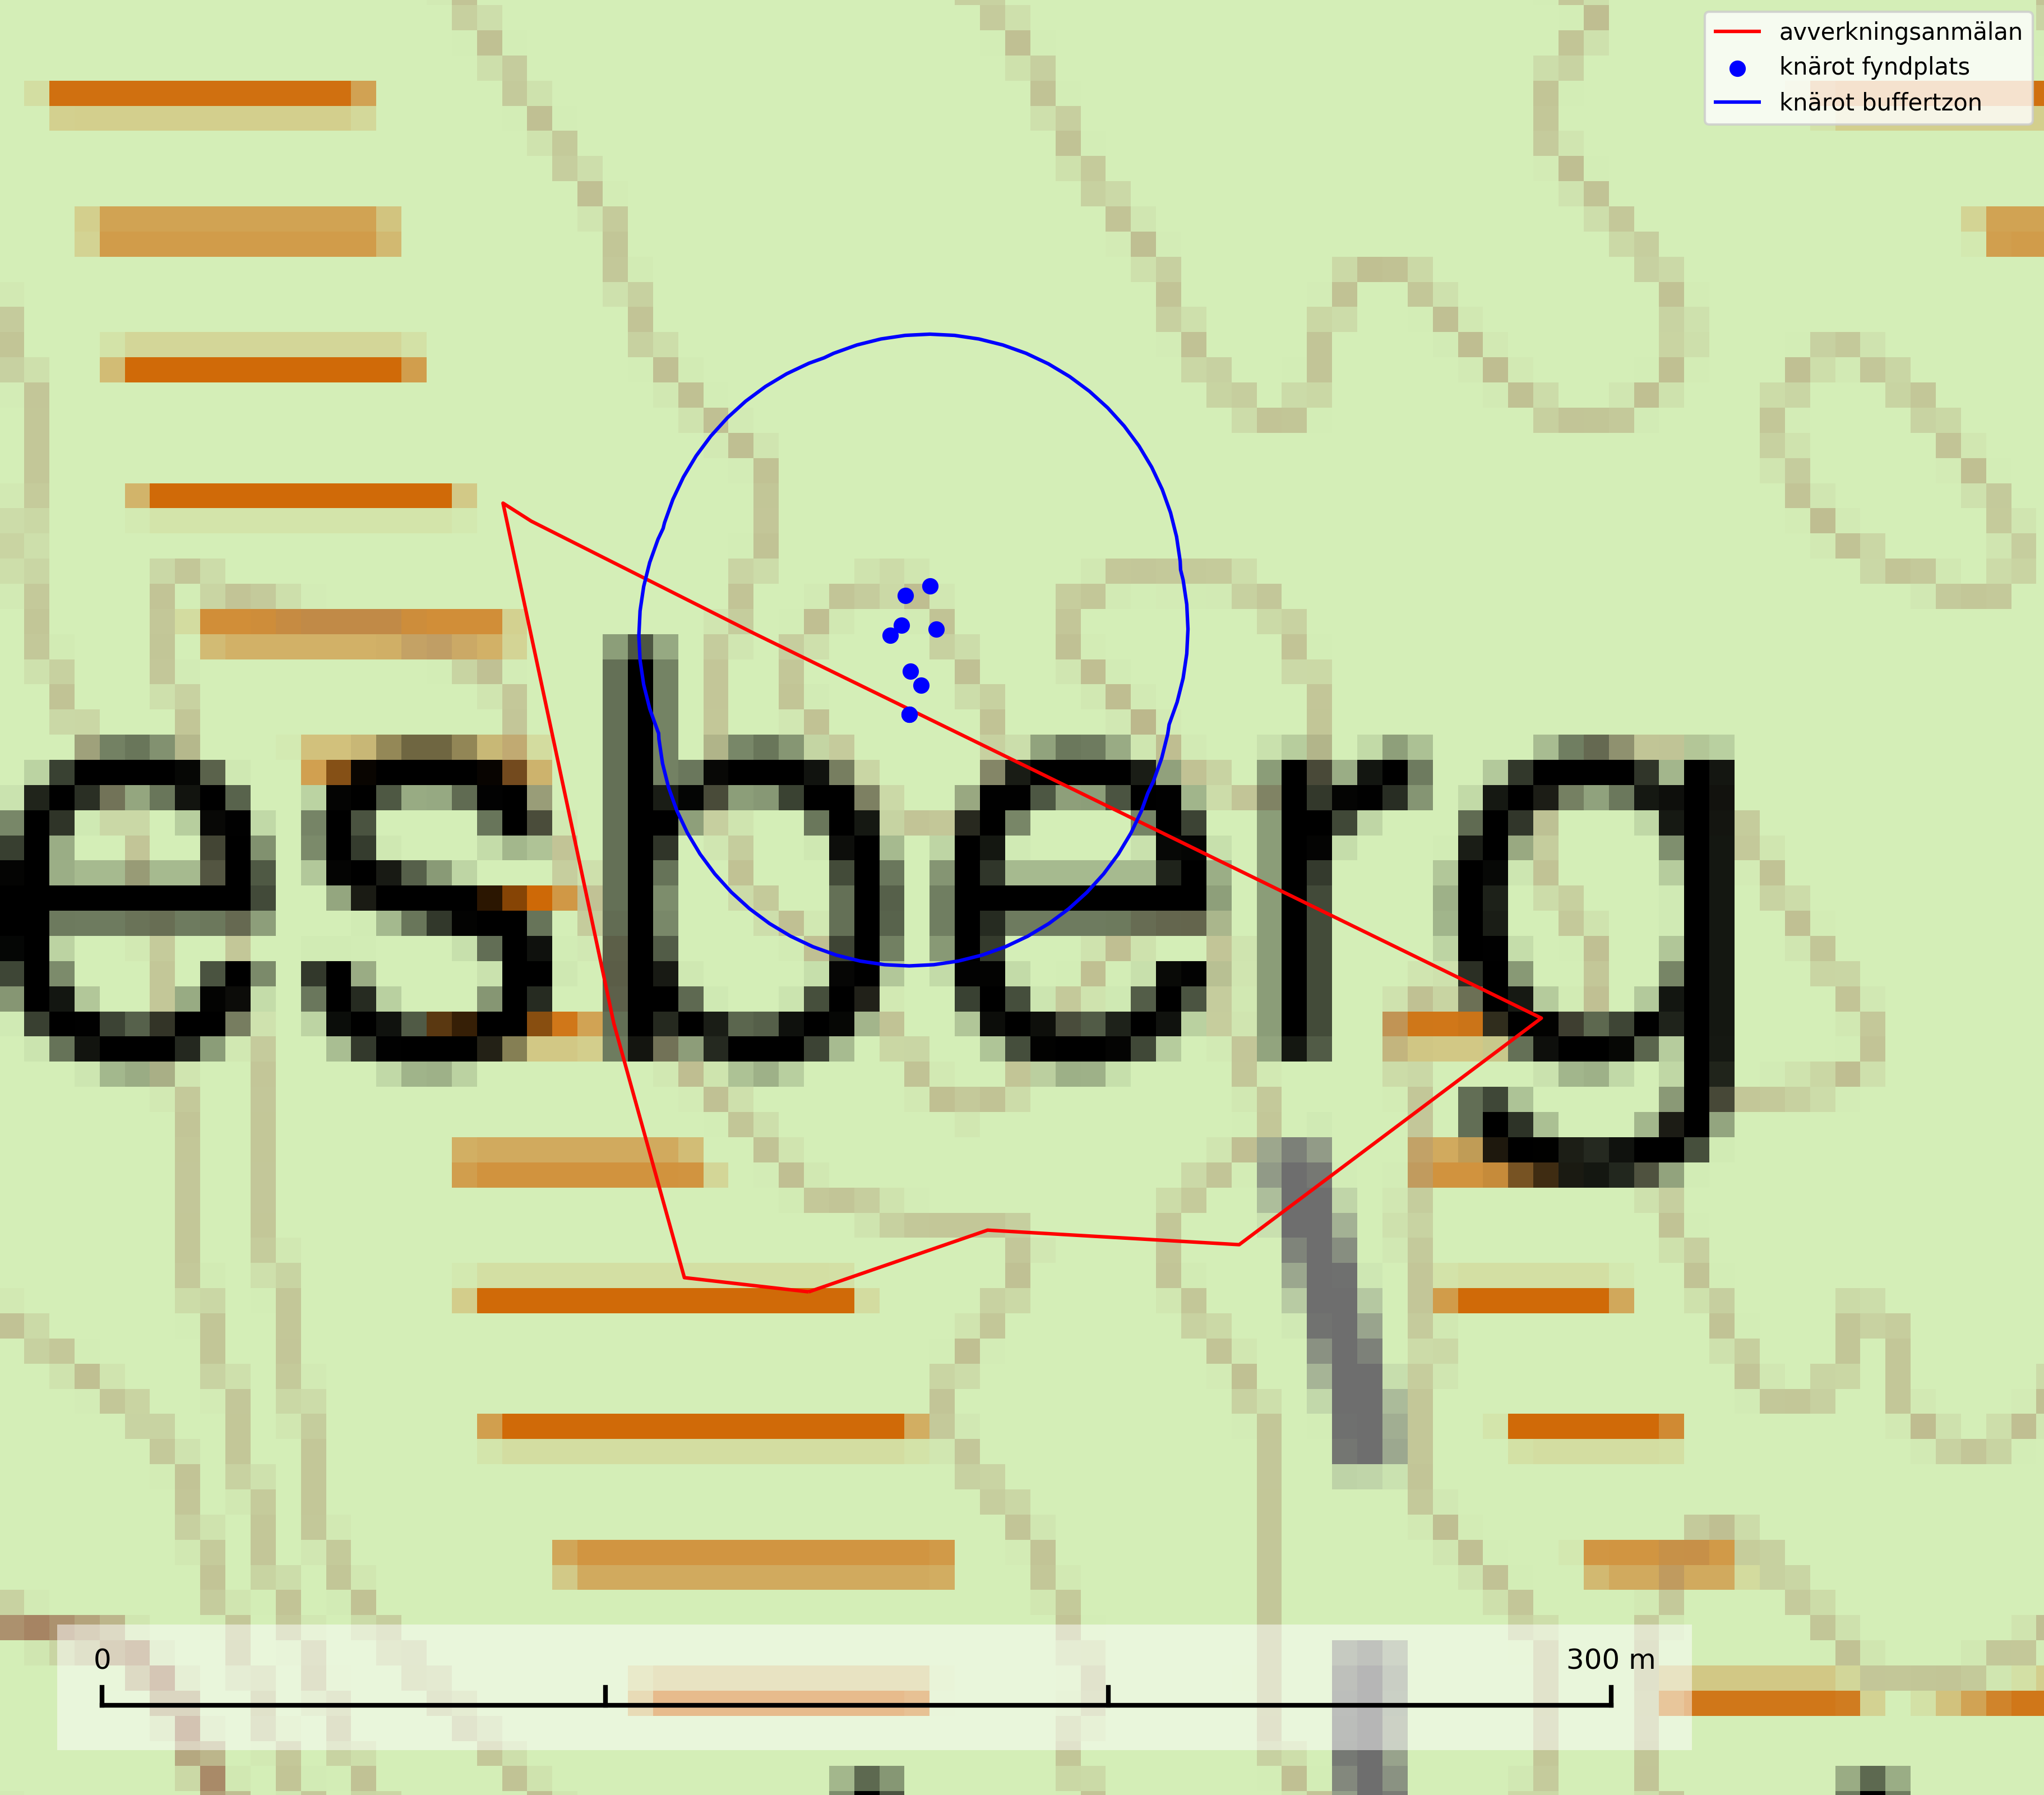 avverkningsanmälan
knärot fyndplats
knärot buffertzon
esberg
0 300 m